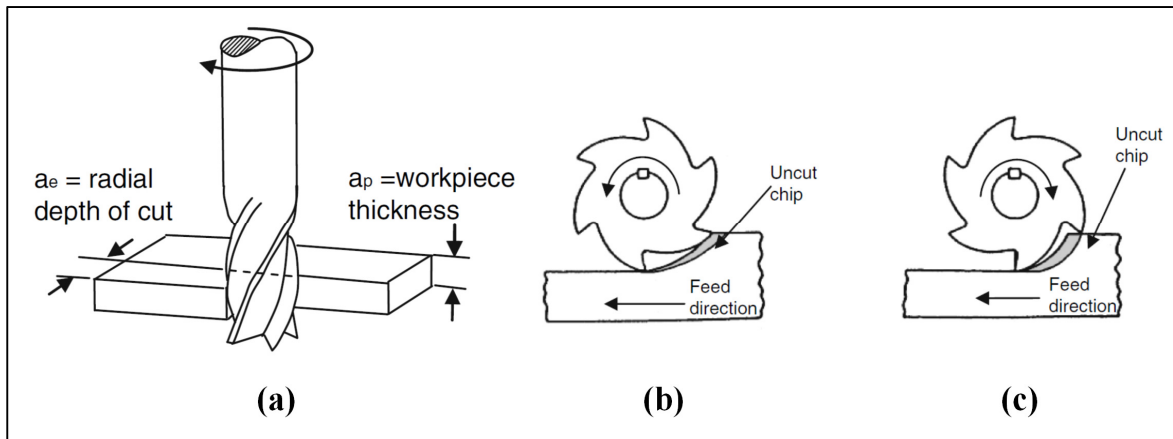 ae = radial
depth of cut
ap =workpiece
thickness
Uncut
chip
Feed
direction
Uncut
chip
Feed
direction
(a)
(b)
(c)